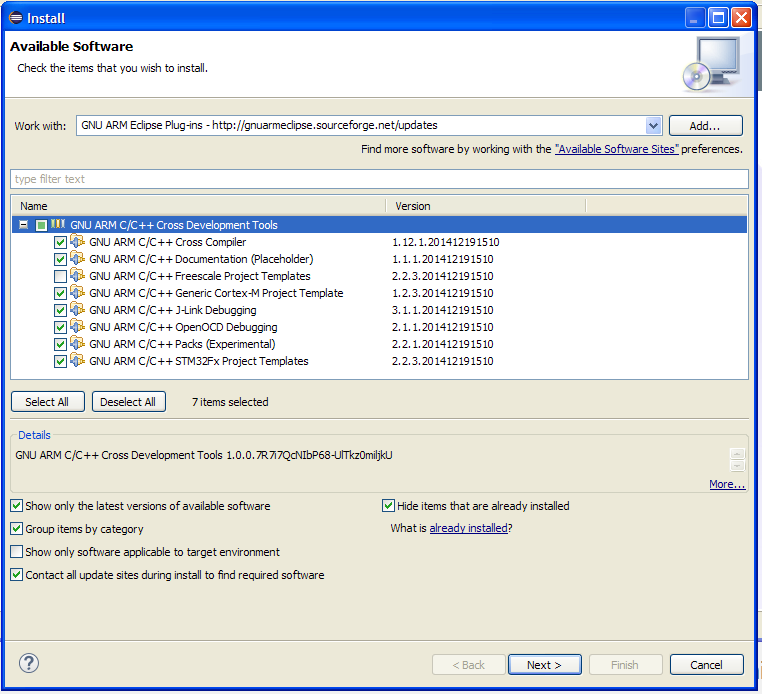 Install
Available Software
Check the items that you wish to install.
Work with: GNU ARM Eclipse Plug-ins - http://gnuarmeclipse.sourceforge.net/updates Add...
Find more software by working with the "Available Software Sites" preferences.
type filter text
Name Version
GNU ARM C/C++ Cross Development Tools
GNU ARM C/C++ Cross Compiler 1.12.1.201412191510
GNU ARM C/C++ Documentation (Placeholder) 1.1.1.201412191510
GNU ARM C/C++ Freescale Project Templates 2.2.3.201412191510
GNU ARM C/C++ Generic Cortex-M Project Template 1.2.3.201412191510
GNU ARM C/C++ J-Link Debugging 3.1.1.201412191510
GNU ARM C/C++ OpenOCD Debugging 2.1.1.201412191510
GNU ARM C/C++ Packs (Experimental) 2.2.1.201412191510
GNU ARM C/C++ STM32Fx Project Templates 2.2.3.201412191510
Select All Deselect All 7 items selected
Details
GNU ARM C/C++ Cross Development Tools
More...
Show only the latest versions of available software Hide items that are already installed
Group items by category What is already installed?
Show only software applicable to target environment
Contact all update sites during install to find required software
? < Back Next > Finish Cancel